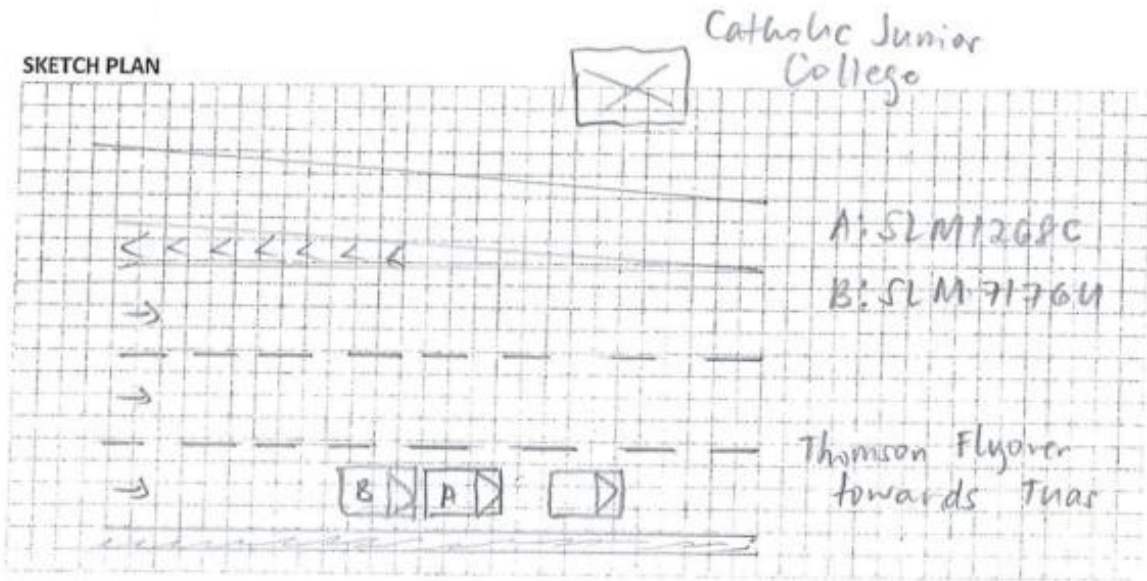 SKETCH PLAN
Catholic Junior
College
A: SLM1268C
B: SLM7176U
B A
Thomson Flyover
towards Tuas